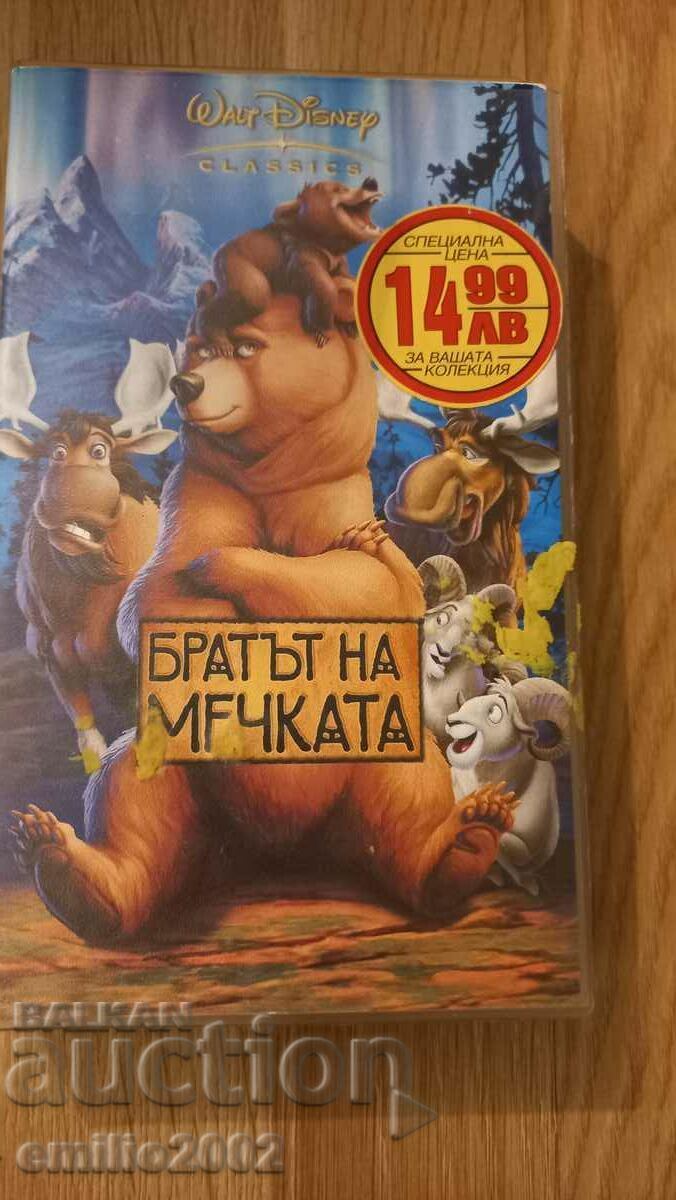 WALT DISNEY
CLASSICS
СПЕЦИАЛНА
ЦЕНА
14 99
ЛВ
ЗА ВАШАТА
КОЛЕКЦИЯ
БРАТЪТ НА
МЕЧКАТА
BALKAN
auction
emilio2002